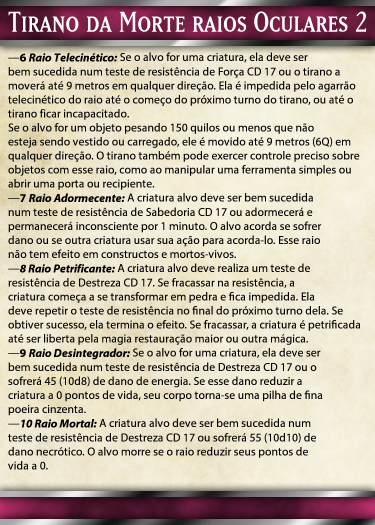 Tirano da Morte raios Oculares 2
—6 Raio Telecinético: Se o alvo for uma criatura, ela deve ser
bem sucedida num teste de resistência de Força CD 17 ou o tirano a
moverá até 9 metros em qualquer direção. Ela é impedida pelo agarrão
telecinético do raio até o começo do próximo turno do tirano, ou até o
tirano ficar incapacitado.
Se o alvo for um objeto pesando 150 quilos ou menos que não
esteja sendo vestido ou carregado, ele é movido até 9 metros (6Q) em
qualquer direção. O tirano também pode exercer controle preciso sobre
objetos com esse raio, como ao manipular uma ferramenta simples ou
abrir uma porta ou recipiente.
—7 Raio Adormecente: A criatura alvo deve ser bem sucedida
num teste de resistência de Sabedoria CD 17 ou adormecerá e
permanecerá inconsciente por 1 minuto. O alvo acorda se sofrer
dano ou se outra criatura usar sua ação para acorda-lo. Esse raio
não tem efeito em constructos e mortos-vivos.
—8 Raio Petrificante: A criatura alvo deve realiza um teste de
resistência de Destreza CD 17. Se fracassar na resistência, a
criatura começa a se transformar em pedra e fica impedida. Ela
deve repetir o teste de resistência no final do próximo turno dela. Se
obtiver sucesso, ela termina o efeito. Se fracassar, a criatura é petrificada
até ser liberta pela magia restauração maior ou outra mágica.
—9 Raio Desintegrador: Se o alvo for uma criatura, ela deve ser
bem sucedida num teste de resistência de Destreza CD 17 ou o
sofrerá 45 (10d8) de dano de energia. Se esse dano reduzir a
criatura a 0 pontos de vida, seu corpo torna-se uma pilha de fina
poeira cinzenta.
—10 Raio Mortal: A criatura alvo deve ser bem sucedida num
teste de resistência de Destreza CD 17 ou sofrerá 55 (10d10) de
dano necrótico. O alvo morre se o raio reduzir seus pontos de
vida a 0.